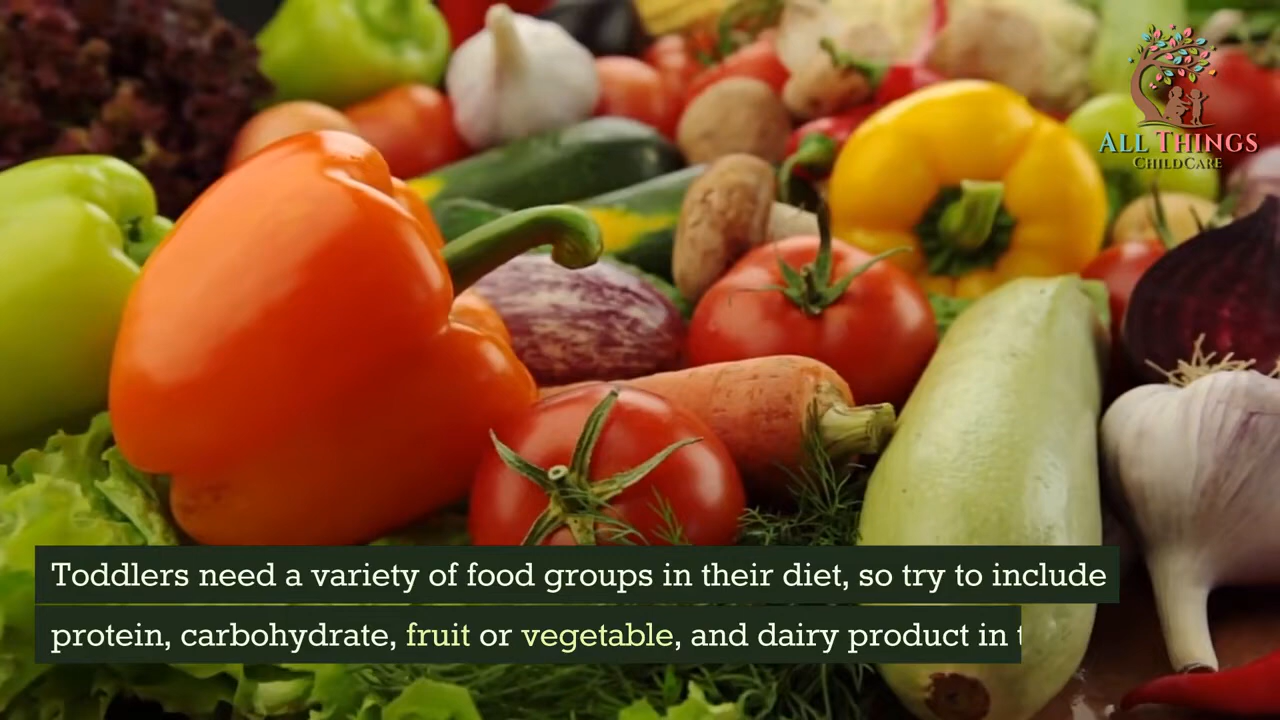 ALL THINGS
CHILDCARE
Toddlers need a variety of food groups in their diet, so try to include
protein, carbohydrate, fruit or vegetable, and dairy product in